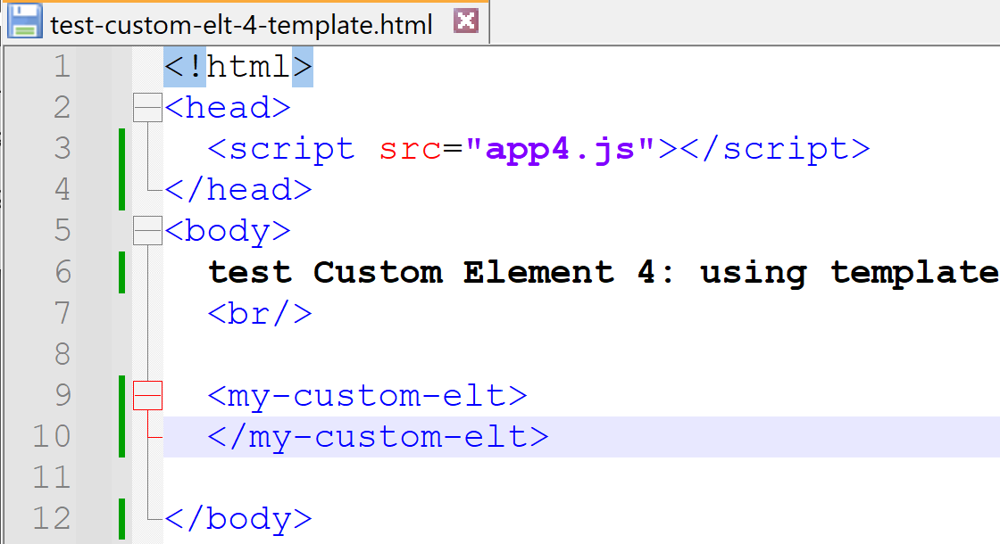 test-custom-elt-4-template.html
1 <!html>
2 <head>
3 <script src="app4.js"></script>
4 </head>
5 <body>
6 test Custom Element 4: using template
7 <br/>
8
9 <my-custom-elt>
10 </my-custom-elt>
11
12 </body>